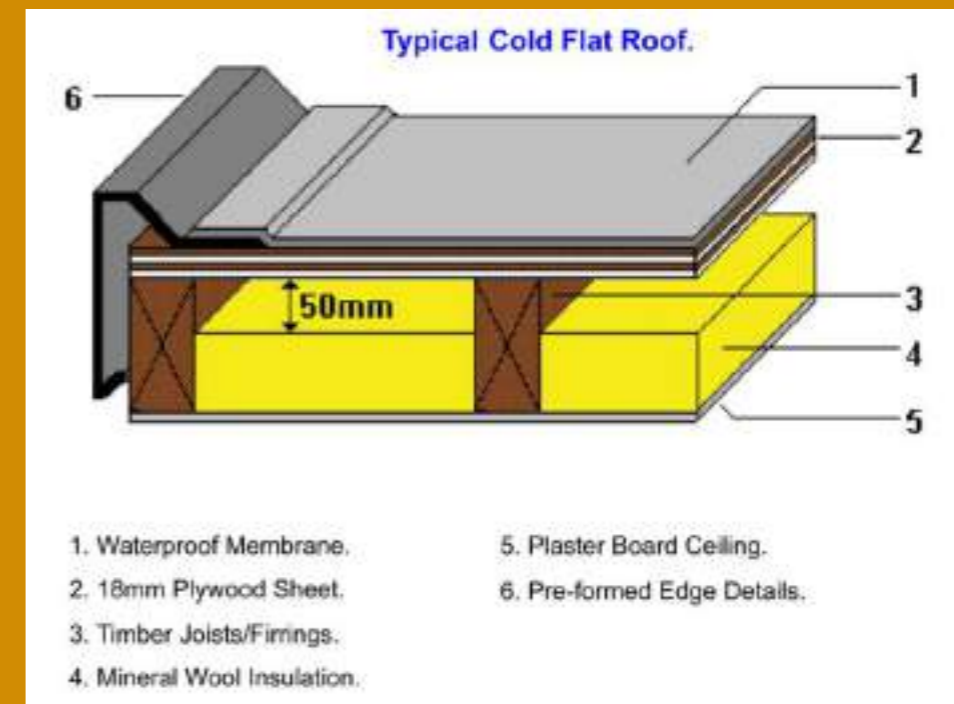 Typical Cold Flat Roof.
6
1
2
50mm
3
4
5
1. Waterproof Membrane.
2. 18mm Plywood Sheet.
3. Timber Joists/Firrings.
4. Mineral Wool Insulation.
5. Plaster Board Ceiling.
6. Pre-formed Edge Details.